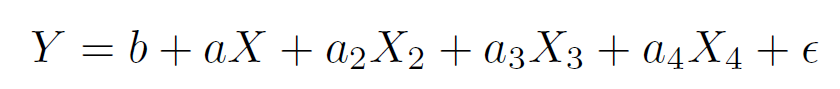 Y = b + aX + a₂X₂ + a₃X₃ + a₄X₄ + ϵ